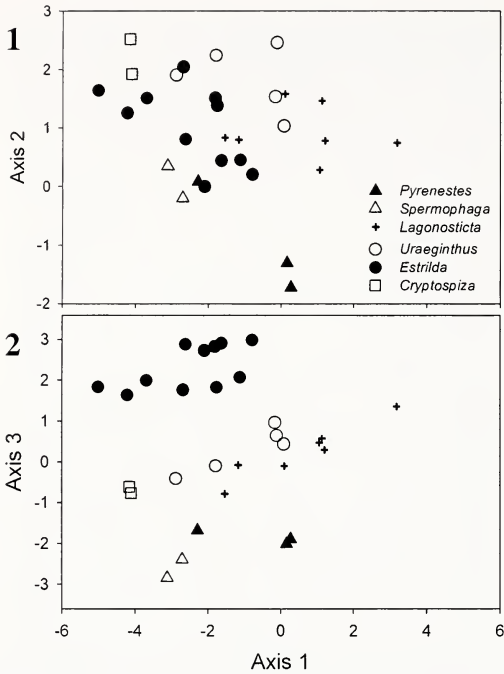 1
3
2
1
0
-1
-2
Axis 2
Pyrenestes
Spermophaga
Lagonosticta
Uraeginthus
Estrilda
Cryptospiza
2
3
2
1
0
-1
-2
-3
Axis 3
-6 -4 -2 0 2 4 6
Axis 1